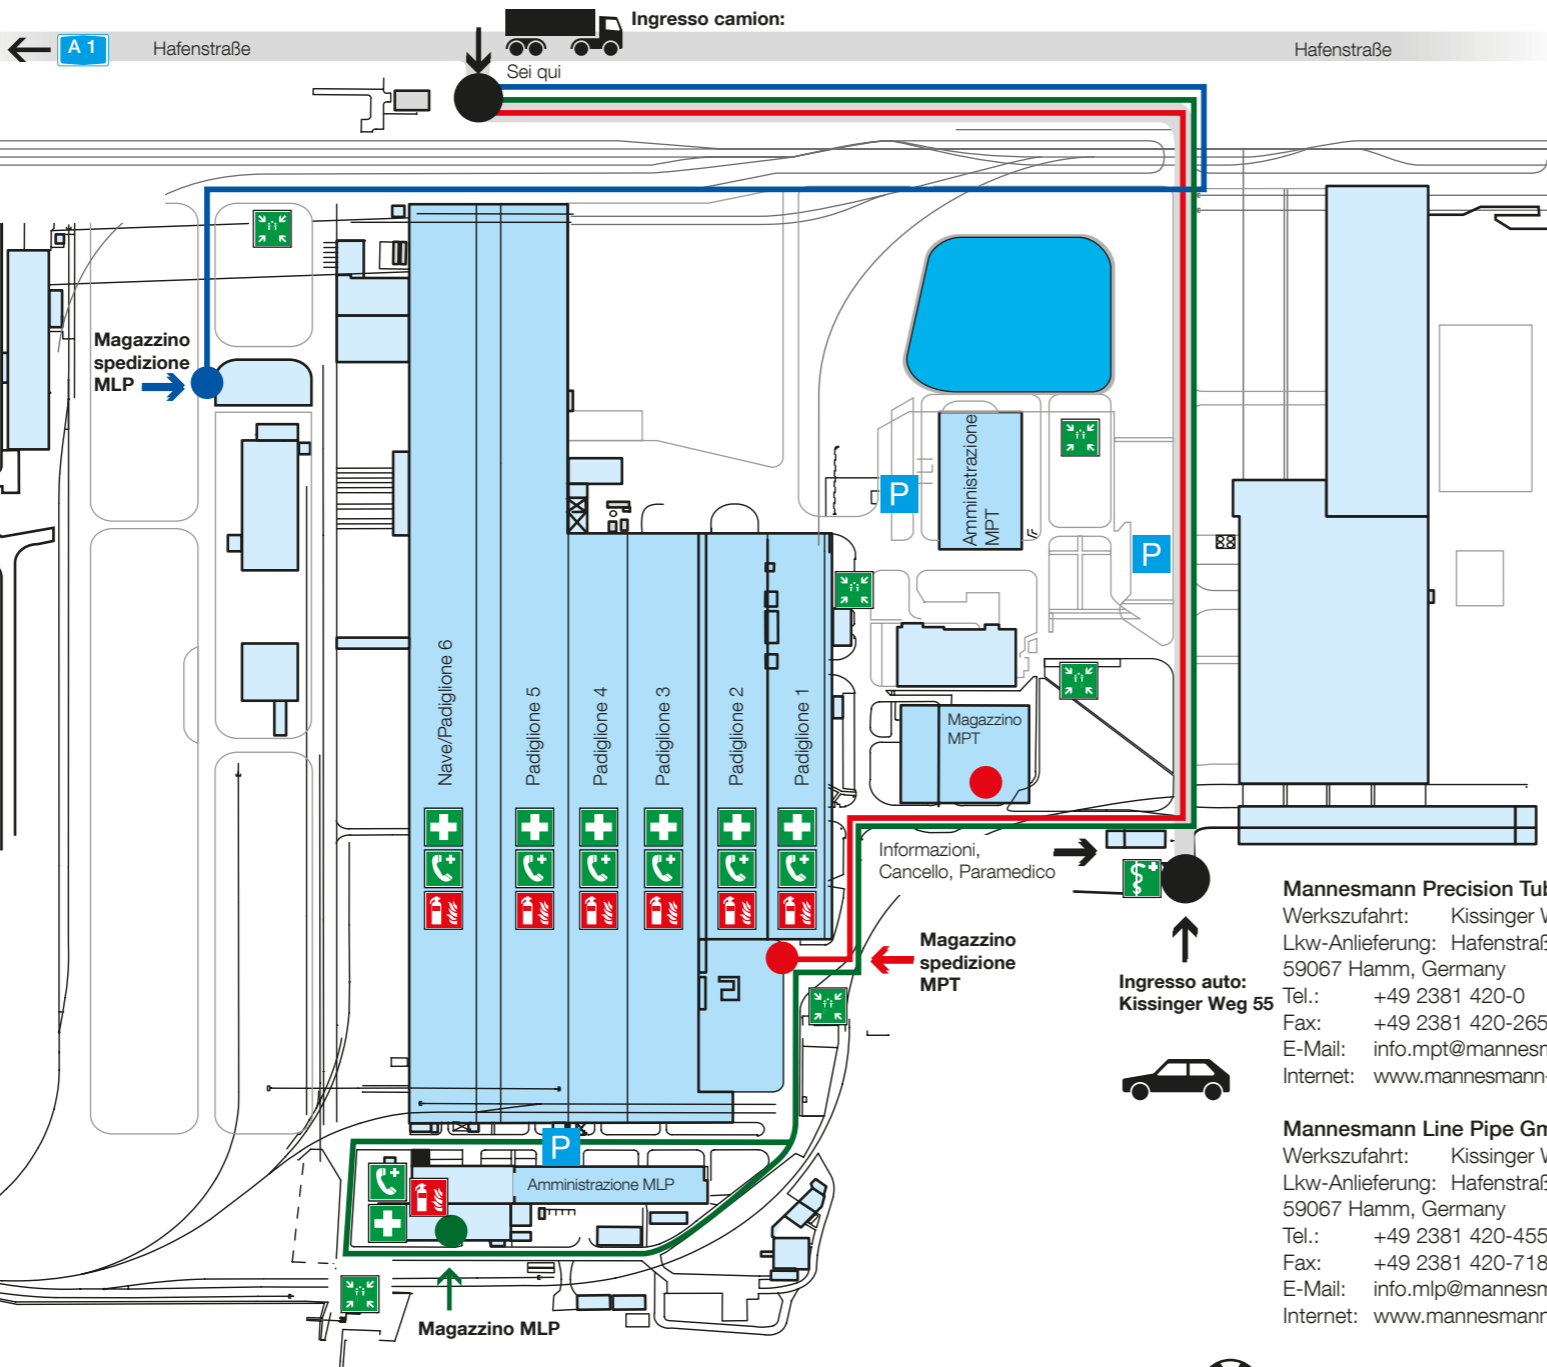 Ingresso camion:
A 1
Hafenstraße
Hafenstraße
Sei qui
Magazzino
spedizione
MLP
Amministrazione
MPT
P
P
Nave/Padiglione 6
Padiglione 5
Padiglione 4
Padiglione 3
Padiglione 2
Padiglione 1
Magazzino
MPT
Informazioni,
Cancello, Paramedico
Magazzino
spedizione
MPT
Ingresso auto:
Kissinger Weg 55
Mannesmann Precision Tub
Werkszufahrt: Kissinger W
Lkw-Anlieferung: Hafenstraß
59067 Hamm, Germany
Tel.: +49 2381 420-0
Fax: +49 2381 420-265
E-Mail: info.mpt@mannesm
Internet: www.mannesmann-
Mannesmann Line Pipe Gm
Werkszufahrt: Kissinger W
Lkw-Anlieferung: Hafenstraß
59067 Hamm, Germany
Tel.: +49 2381 420-455
Fax: +49 2381 420-718
E-Mail: info.mlp@mannesm
Internet: www.mannesmann
P
Amministrazione MLP
Magazzino MLP